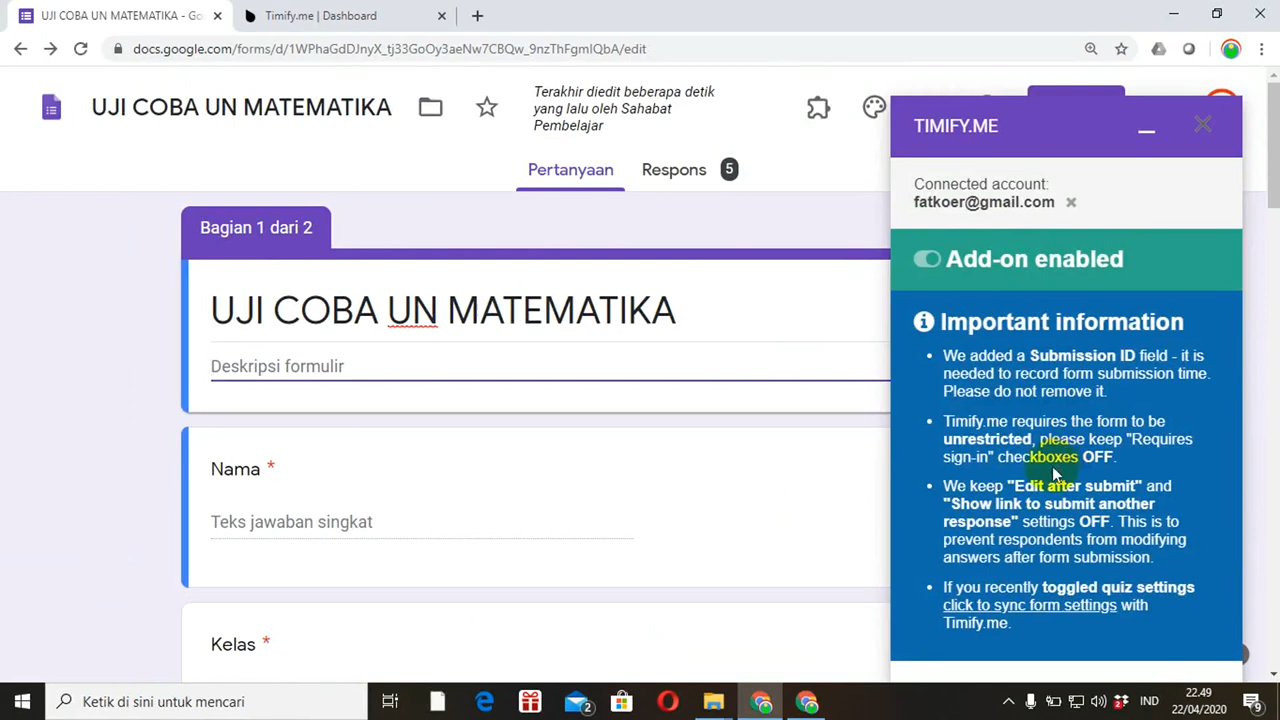 UJI COBA UN MATEMATIKA - Go
Timify.me | Dashboard
docs.google.com/forms/d/1WPhaGdDJnyX_tj33GoOy3aeNw7CBQw_9nzThFgmIQbA/edit
UJI COBA UN MATEMATIKA
Terakhir diedit beberapa detik
yang lalu oleh Sahabat
Pembelajar
Pertanyaan
Respons 5
Bagian 1 dari 2
UJI COBA UN MATEMATIKA
Deskripsi formulir
Nama *
Teks jawaban singkat
Kelas *
TIMIFY.ME
Connected account:
fatkoer@gmail.com
Add-on enabled
Important information
We added a Submission ID field - it is
needed to record form submission time.
Please do not remove it.
Timify.me requires the form to be
unrestricted, please keep "Requires
sign-in" checkboxes OFF.
We keep "Edit after submit" and
"Show link to submit another
response" settings OFF. This is to
prevent respondents from modifying
answers after form submission.
If you recently toggled quiz settings
click to sync form settings with
Timify.me.
Ketik di sini untuk mencari
2
2
IND
22.49
22/04/2020
9